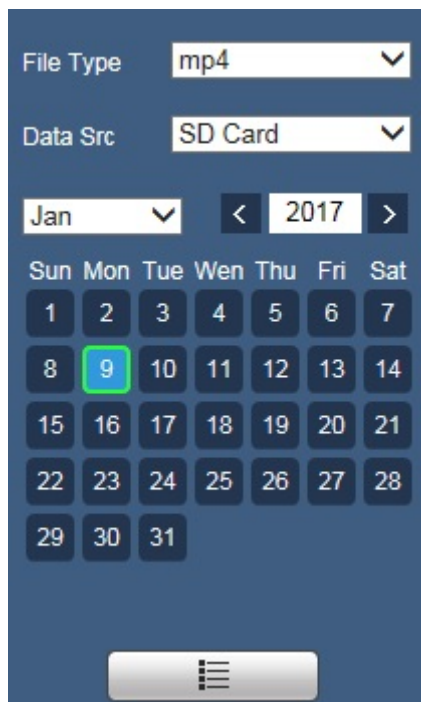 File Type mp4
Data Src SD Card
Jan < 2017 >
Sun Mon Tue Wen Thu Fri Sat
1 2 3 4 5 6 7
8 9 10 11 12 13 14
15 16 17 18 19 20 21
22 23 24 25 26 27 28
29 30 31